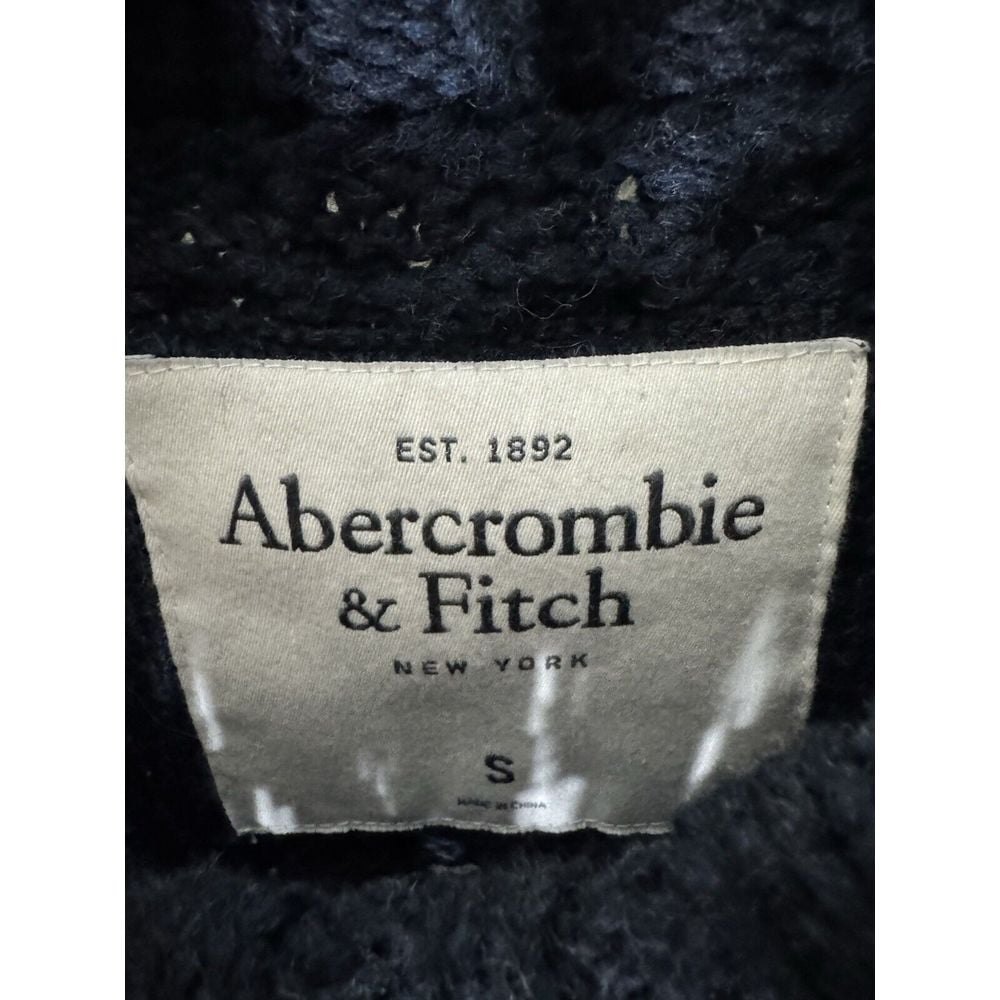 EST. 1892
Abercrombie
& Fitch
NEW YORK
S
MADE IN CHINA